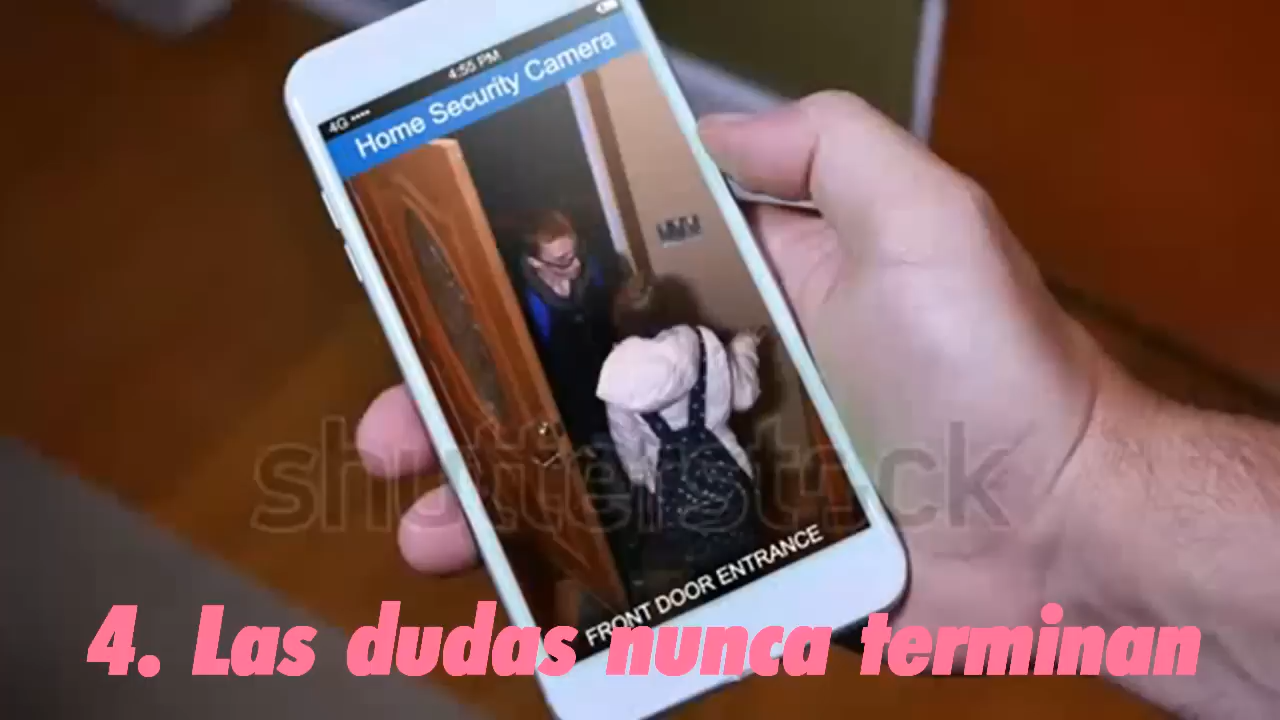 4:55 PM
4G
Home Security Camera
shutterstock
FRONT DOOR ENTRANCE
4. Las dudas nunca terminan